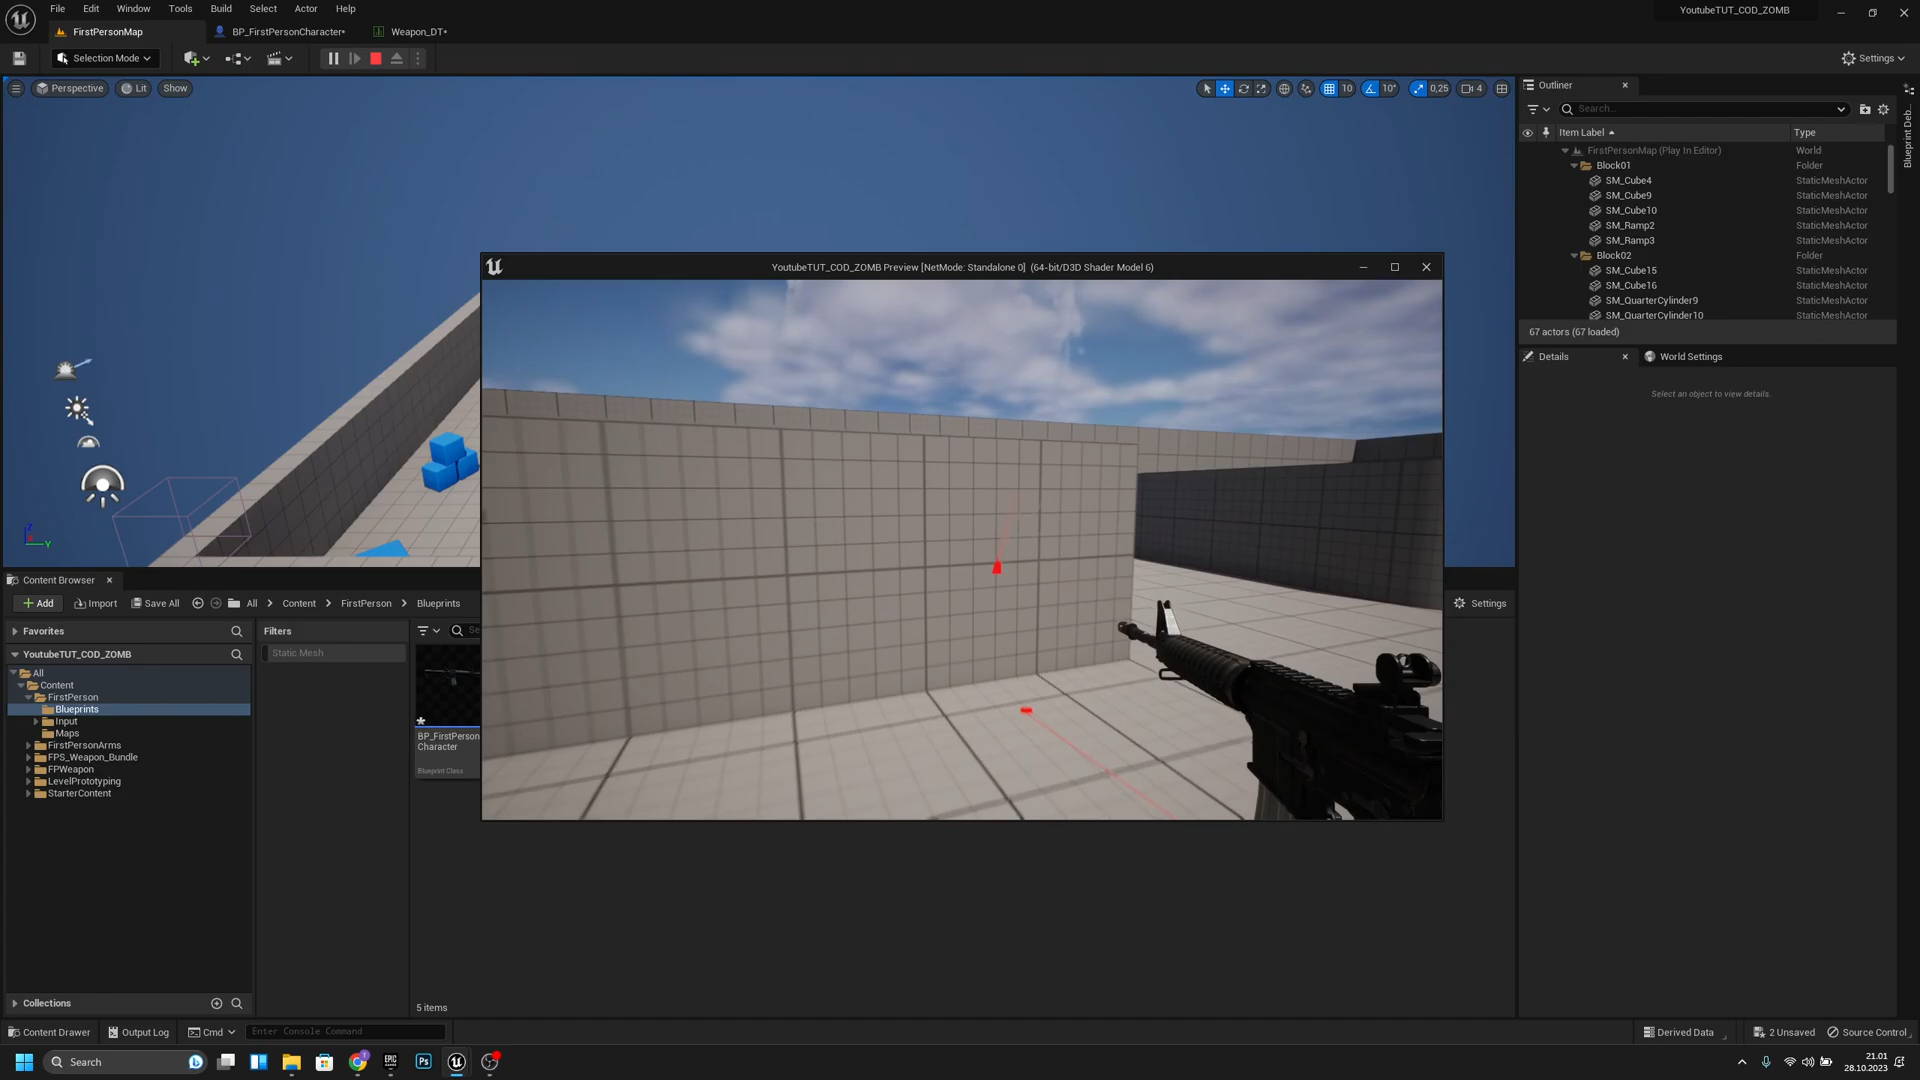 File Edit Window Tools Build Select Actor Help
YoutubeTUT_COD_ZOMB
FirstPersonMap
BP_FirstPersonCharacter*
Weapon_DT*
Selection Mode
Settings
Perspective
Lit
Show
10
10°
0,25
4
Outliner
Search...
Item Label
Type
FirstPersonMap (Play In Editor) World
Block01 Folder
SM_Cube4 StaticMeshActor
SM_Cube9 StaticMeshActor
SM_Cube10 StaticMeshActor
SM_Ramp2 StaticMeshActor
SM_Ramp3 StaticMeshActor
Block02 Folder
SM_Cube15 StaticMeshActor
SM_Cube16 StaticMeshActor
SM_QuarterCylinder9 StaticMeshActor
SM_QuarterCylinder10 StaticMeshActor
67 actors (67 loaded)
Blueprint Deb...
Details
World Settings
Select an object to view details.
YoutubeTUT_COD_ZOMB Preview [NetMode: Standalone 0] (64-bit/D3D Shader Model 6)
Z
Y
Content Browser
Add
Import
Save All
All
Content
FirstPerson
Blueprints
Settings
Favorites
Filters
Se
Static Mesh
YoutubeTUT_COD_ZOMB
All
Content
FirstPerson
Blueprints
Input
Maps
FirstPersonArms
FPS_Weapon_Bundle
FPWeapon
LevelPrototyping
StarterContent
BP_FirstPerson
Character
Blueprint Class
Collections
5 items
Content Drawer
Output Log
Cmd
Enter Console Command
Derived Data
2 Unsaved
Source Control
Search
EPIC
Ps
21.01
28.10.2023